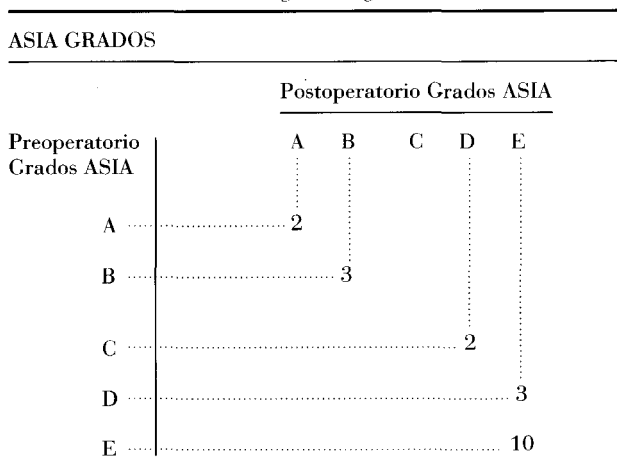 ASIA GRADOS
Postoperatorio Grados ASIA
Preoperatorio A B C D E
Grados ASIA
A 2
B 3
C 2
D 3
E 10